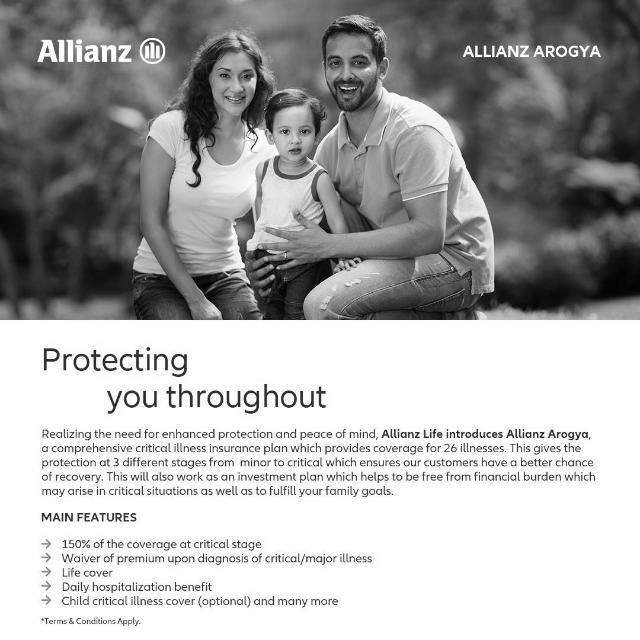 Allianz
ALLIANZ AROGYA
Protecting
you throughout
Realizing the need for enhanced protection and peace of mind, Allianz Life introduces Allianz Arogya,
a comprehensive critical illness insurance plan which provides coverage for 26 illnesses. This gives the
protection at 3 different stages from minor to critical which ensures our customers have a better chance
of recovery. This will also work as an investment plan which helps to be free from financial burden which
may arise in critical situations as well as to fulfill your family goals.
MAIN FEATURES
→ 150% of the coverage at critical stage
→ Waiver of premium upon diagnosis of critical/major illness
→ Life cover
→ Daily hospitalization benefit
→ Child critical illness cover (optional) and many more
*Terms & Conditions Apply.